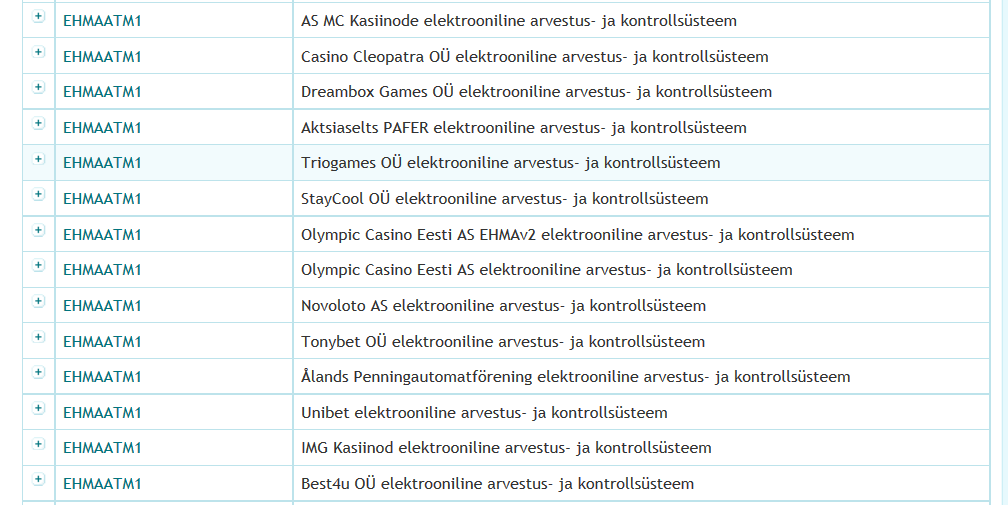 EHMAATM1 AS MC Kasiinode elektrooniline arvestus- ja kontrollsüsteem
EHMAATM1 Casino Cleopatra OÜ elektrooniline arvestus- ja kontrollsüsteem
EHMAATM1 Dreambox Games OÜ elektrooniline arvestus- ja kontrollsüsteem
EHMAATM1 Aktsiaselts PAFER elektrooniline arvestus- ja kontrollsüsteem
EHMAATM1 Triogames OÜ elektrooniline arvestus- ja kontrollsüsteem
EHMAATM1 StayCool OÜ elektrooniline arvestus- ja kontrollsüsteem
EHMAATM1 Olympic Casino Eesti AS EHMAv2 elektrooniline arvestus- ja kontrollsüsteem
EHMAATM1 Olympic Casino Eesti AS elektrooniline arvestus- ja kontrollsüsteem
EHMAATM1 Novoloto AS elektrooniline arvestus- ja kontrollsüsteem
EHMAATM1 Tonybet OÜ elektrooniline arvestus- ja kontrollsüsteem
EHMAATM1 Ålands Penningautomatförening elektrooniline arvestus- ja kontrollsüsteem
EHMAATM1 Unibet elektrooniline arvestus- ja kontrollsüsteem
EHMAATM1 IMG Kasiinod elektrooniline arvestus- ja kontrollsüsteem
EHMAATM1 Best4u OÜ elektrooniline arvestus- ja kontrollsüsteem